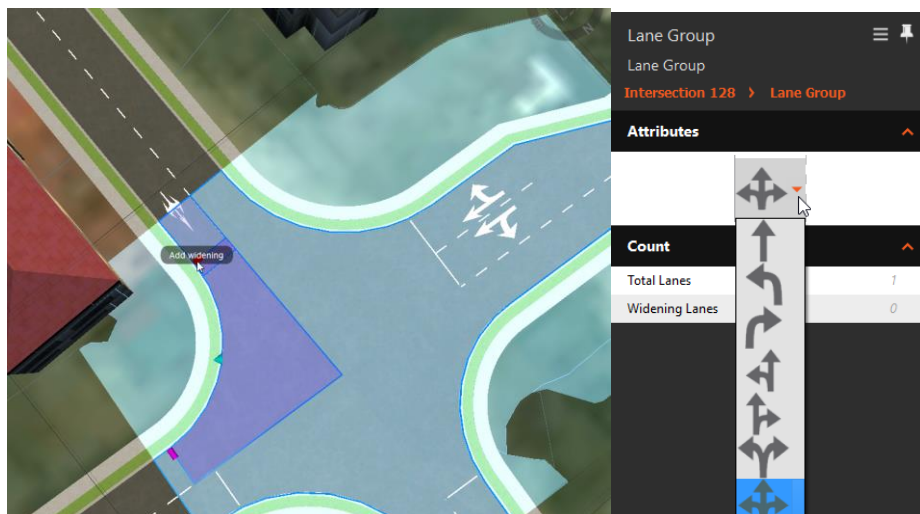 N
Add widening
Lane Group
Lane Group
Intersection 128 > Lane Group
Attributes
Count
Total Lanes 1
Widening Lanes 0